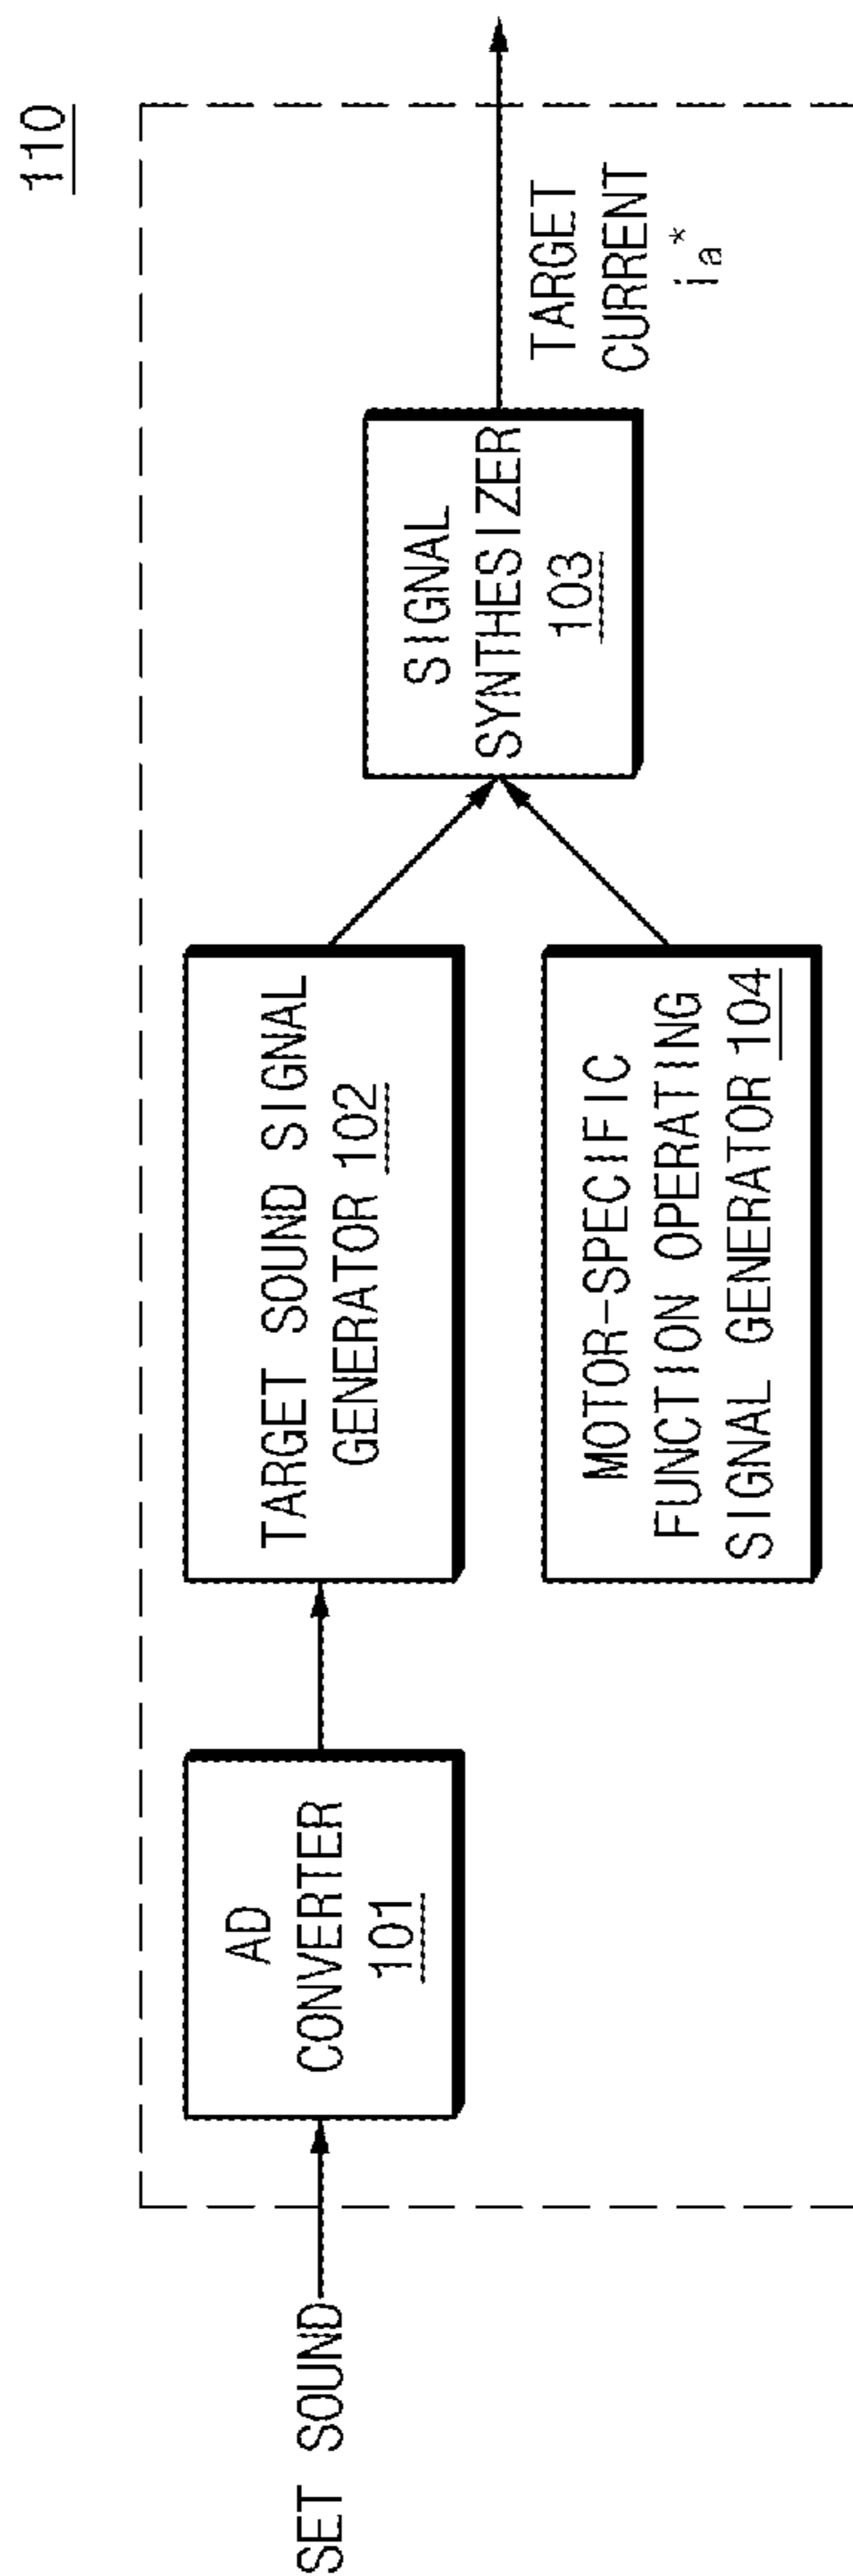 110
SET SOUND
AD
CONVERTER
101
TARGET SOUND SIGNAL
GENERATOR 102
MOTOR-SPECIFIC
FUNCTION OPERATING
SIGNAL GENERATOR 104
SIGNAL
SYNTHESIZER
103
TARGET
CURRENT
ia*